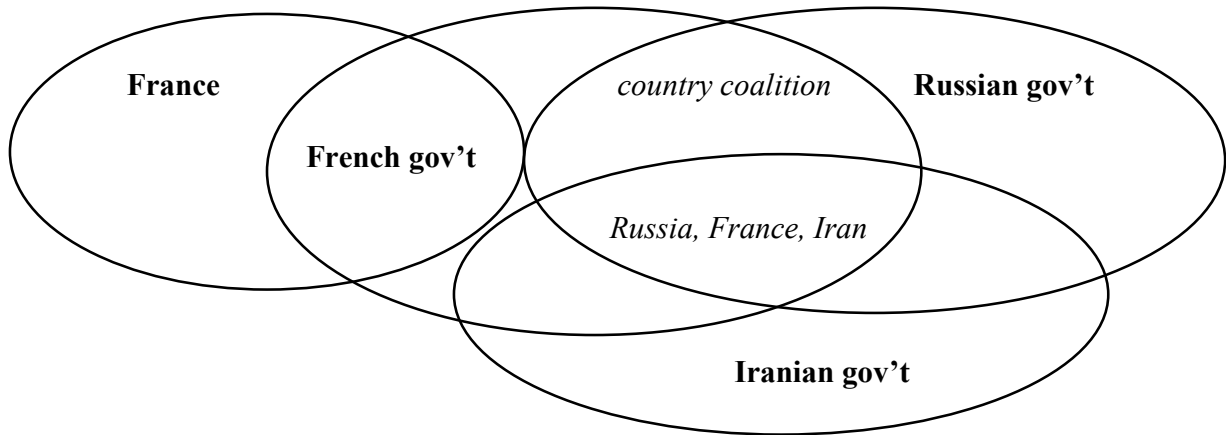 France
country coalition
Russian gov’t
French gov’t
Russia, France, Iran
Iranian gov’t